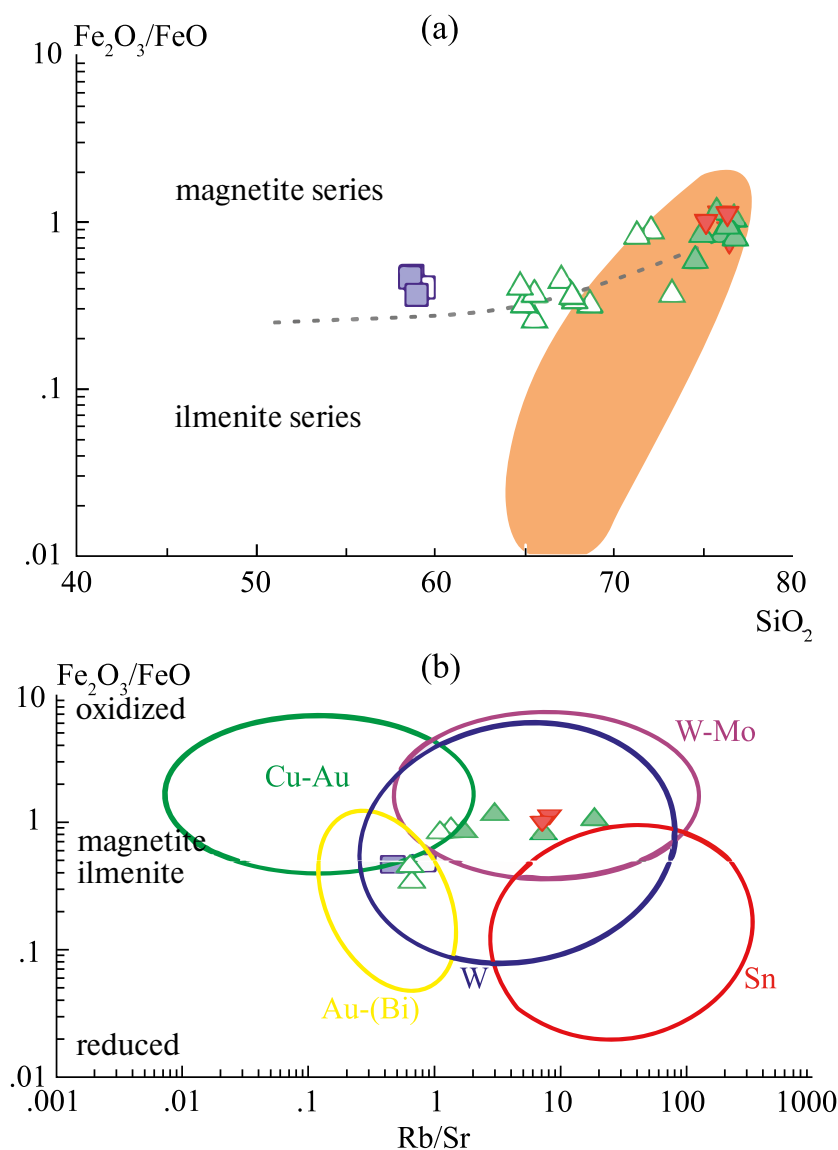 (a)
Fe₂O₃/FeO
10
magnetite series
1
.1
ilmenite series
.01
40 50 60 70 80
SiO₂
(b)
Fe₂O₃/FeO
10
oxidized
W-Mo
Cu-Au
1
magnetite
ilmenite
.1
W
Sn
Au-(Bi)
reduced
.01
.001 .01 .1 1 10 100 1000
Rb/Sr